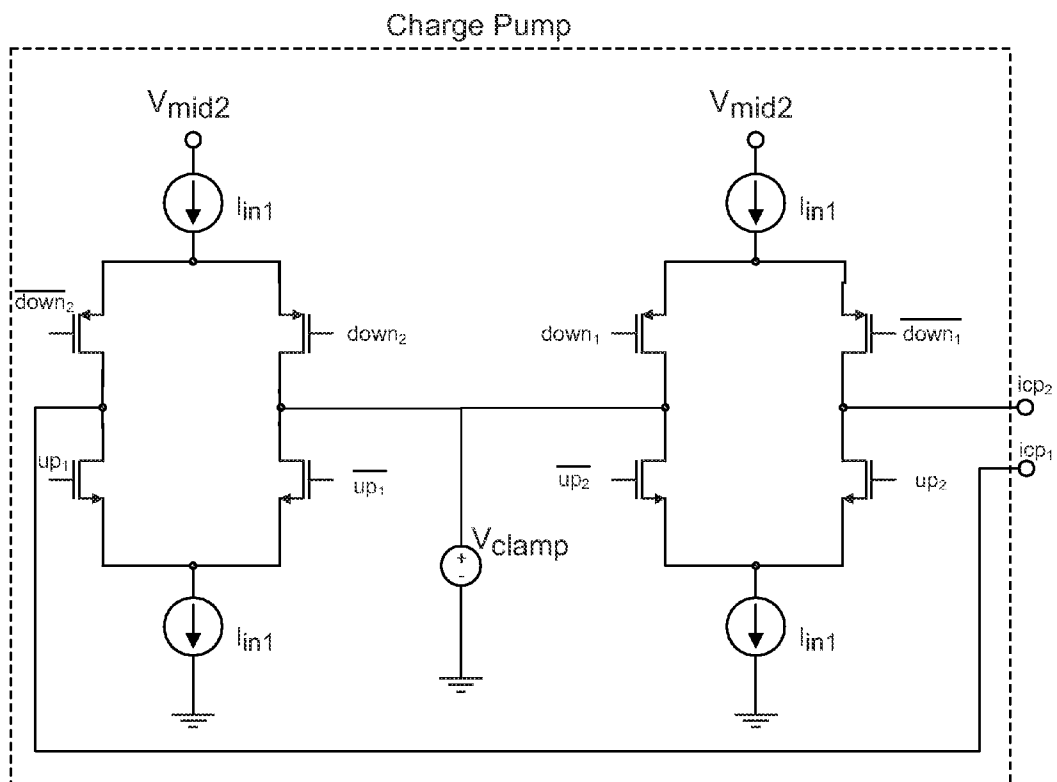 Charge Pump
Vmid2
Vmid2
Iin1
Iin1
down2
down2
down1
down1
icp2
icp1
up1
up1
up2
up2
Vclamp
+
-
Iin1
Iin1